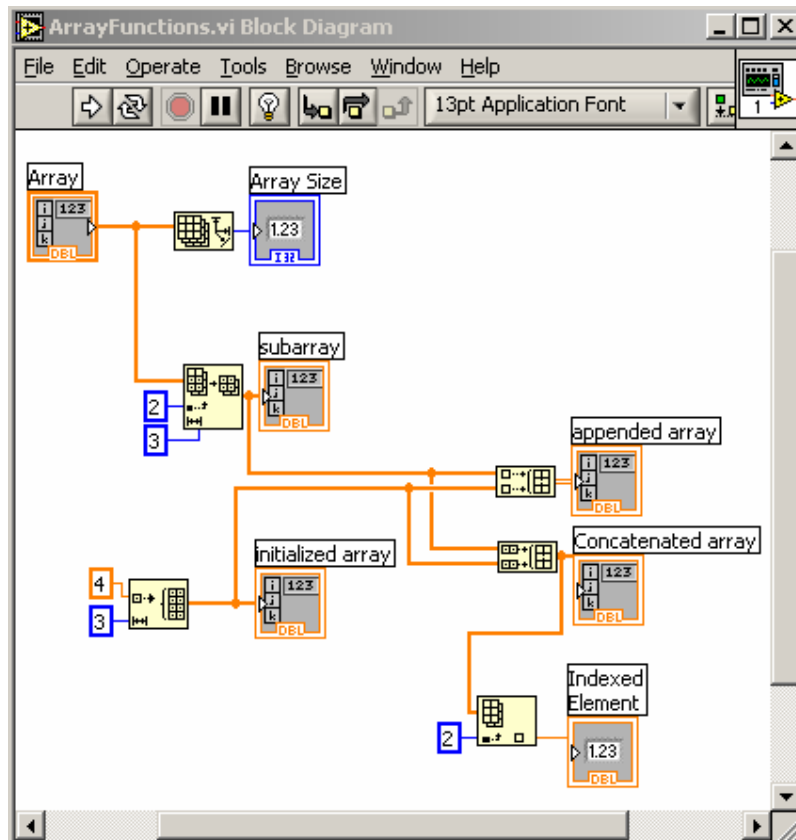 ArrayFunctions.vi Block Diagram
File Edit Operate Tools Browse Window Help
13pt Application Font
1
Array
i
j
k
123
DBL
Array Size
1.23
I32
subarray
i
j
k
123
DBL
2
3
appended array
i
j
k
123
DBL
initialized array
i
j
k
123
DBL
4
3
Concatenated array
i
j
k
123
DBL
Indexed
Element
1.23
DBL
2